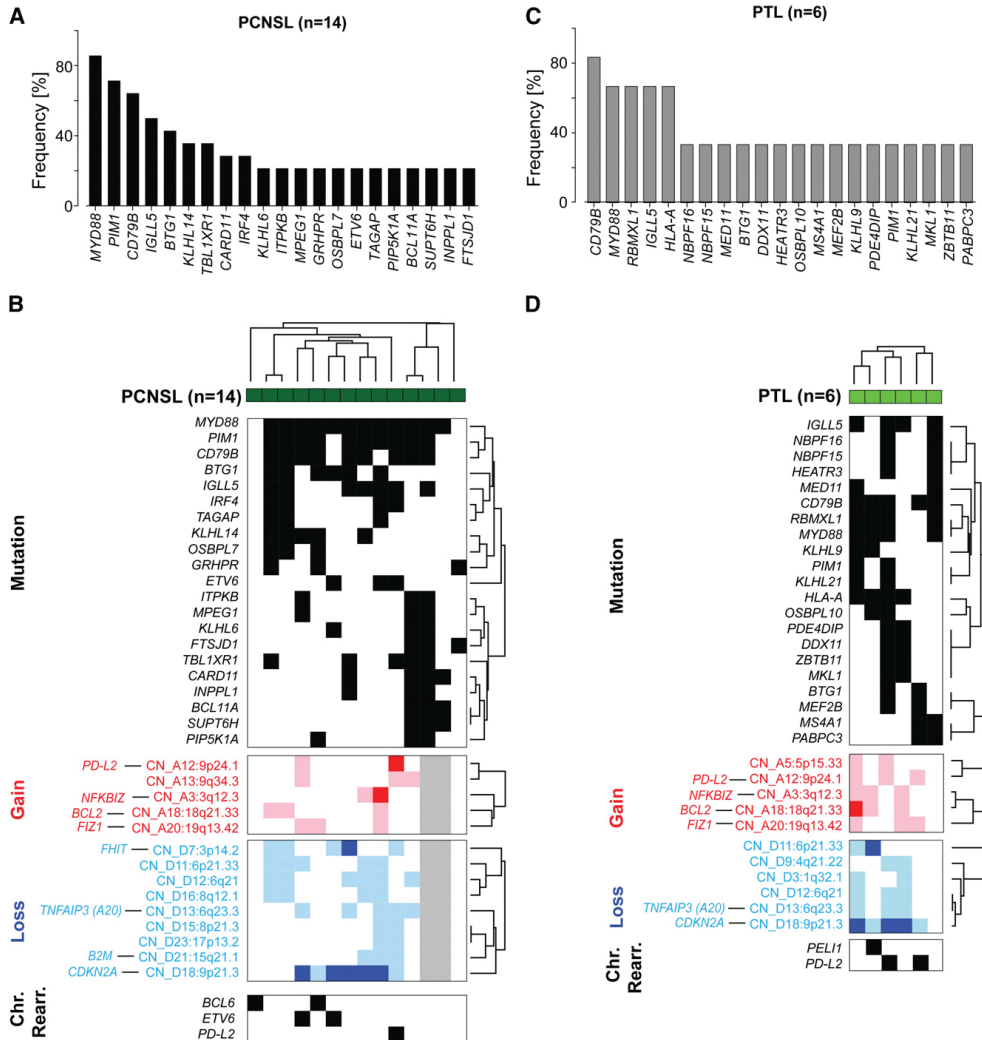 A
PCNSL (n=14)
Frequency [%]
80
40
0
MYD88
PIM1
CD79B
IGLL5
BTG1
KLHL14
TBL1XR1
CARD11
IRF4
KLHL6
ITPKB
MPEG1
GRHPR
OSBPL7
ETV6
TAGAP
PIP5K1A
BCL11A
SUPT6H
INPPL1
FTSJD1
C
PTL (n=6)
Frequency [%]
80
40
0
CD79B
MYD88
RBMXL1
IGLL5
HLA-A
NBPF16
NBPF15
MED11
BTG1
DDX11
HEATR3
OSBPL10
MS4A1
MEF2B
KLHL9
PDE4DIP
PIM1
KLHL21
MKL1
ZBTB11
PABPC3
B
PCNSL (n=14)
Mutation
MYD88
PIM1
CD79B
BTG1
IGLL5
IRF4
TAGAP
KLHL14
OSBPL7
GRHPR
ETV6
ITPKB
MPEG1
KLHL6
FTSJD1
TBL1XR1
CARD11
INPPL1
BCL11A
SUPT6H
PIP5K1A
Gain
PD-L2 CN_A12:9p24.1
CN_A13:9q34.3
NFKBIZ CN_A3:3q12.3
BCL2 CN_A18:18q21.33
FIZ1 CN_A20:19q13.42
Loss
FHIT CN_D7:3p14.2
CN_D11:6p21.33
CN_D12:6q21
CN_D16:8q12.1
TNFAIP3 (A20) CN_D13:6q23.3
CN_D15:8p21.3
CN_D23:17p13.2
B2M CN_D21:15q21.1
CDKN2A CN_D18:9p21.3
Chr.
Rearr.
BCL6
ETV6
PD-L2
D
PTL (n=6)
Mutation
IGLL5
NBPF16
NBPF15
HEATR3
MED11
CD79B
RBMXL1
MYD88
KLHL9
PIM1
KLHL21
HLA-A
OSBPL10
PDE4DIP
DDX11
ZBTB11
MKL1
BTG1
MEF2B
MS4A1
PABPC3
Gain
CN_A5:5p15.33
PD-L2 CN_A12:9p24.1
NFKBIZ CN_A3:3q12.3
BCL2 CN_A18:18q21.33
FIZ1 CN_A20:19q13.42
Loss
CN_D11:6p21.33
CN_D9:4q21.22
CN_D3:1q32.1
CN_D12:6q21
TNFAIP3 (A20) CN_D13:6q23.3
CDKN2A CN_D18:9p21.3
Chr.
Rearr.
PELI1
PD-L2